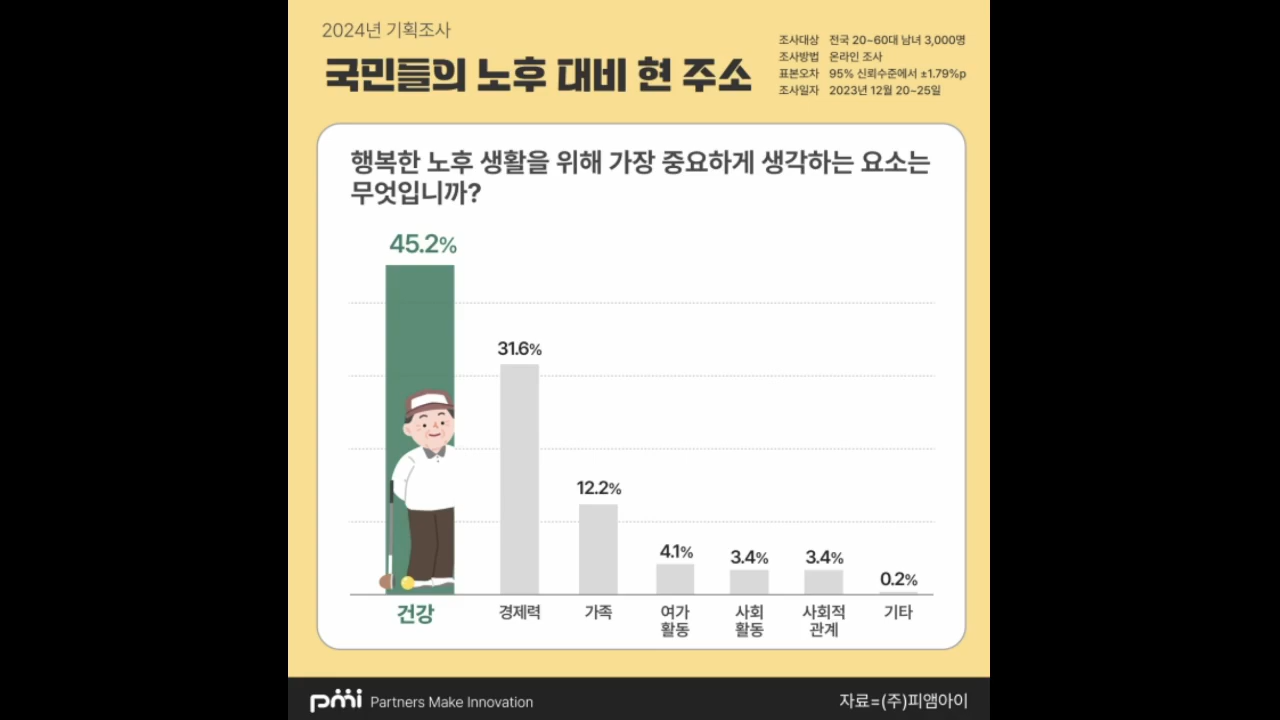 2024년 기획조사
국민들의 노후 대비 현 주소
조사대상 전국 20~60대 남녀 3,000명
조사방법 온라인 조사
표본오차 95% 신뢰수준에서 ±1.79%p
조사일자 2023년 12월 20~25일
행복한 노후 생활을 위해 가장 중요하게 생각하는 요소는
무엇입니까?
45.2%
31.6%
12.2%
4.1%
3.4%
3.4%
0.2%
건강
경제력
가족
여가
활동
사회
활동
사회적
관계
기타
pmi Partners Make Innovation
자료=(주)피앰아이